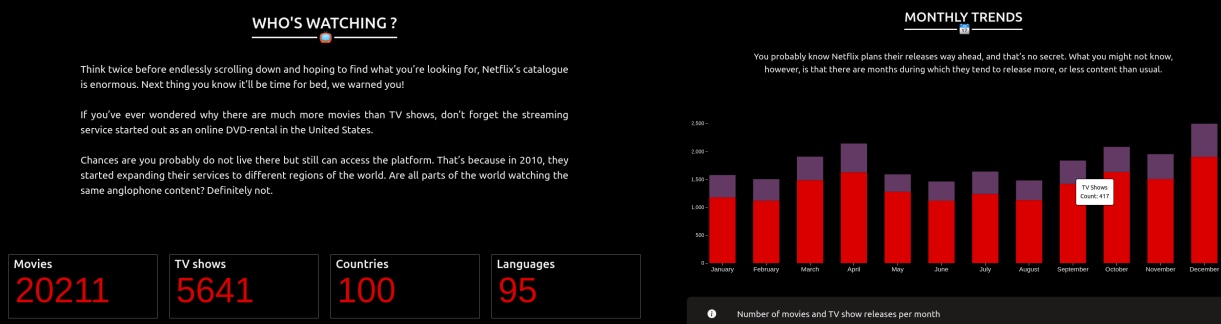 WHO'S WATCHING ?
Think twice before endlessly scrolling down and hoping to find what you're looking for, Netflix's catalogue
is enormous. Next thing you know it'll be time for bed, we warned you!
If you've ever wondered why there are much more movies than TV shows, don't forget the streaming
service started out as an online DVD-rental in the United States.
Chances are you probably do not live there but still can access the platform. That's because in 2010, they
started expanding their services to different regions of the world. Are all parts of the world watching the
same anglophone content? Definitely not.
Movies
20211
TV shows
5641
Countries
100
Languages
95
MONTHLY TRENDS
You probably know Netflix plans their releases way ahead, and that's no secret. What you might not know,
however, is that there are months during which they tend to release more, or less content than usual.
2,500
2,000
1,500
1,000
500
0
TV Shows
Count: 417
January February March April May June July August September October November December
Number of movies and TV show releases per month